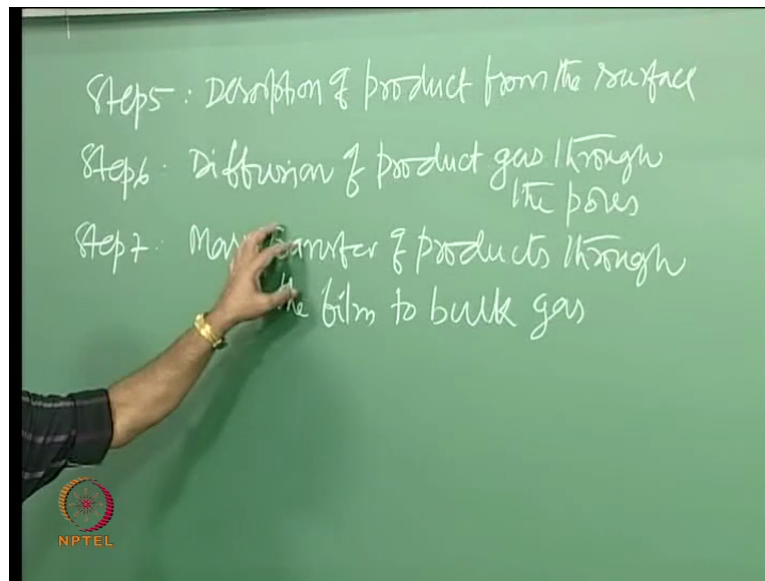 Step5: Desorption of product from the surface
Step6. Diffusion of product gas through
the pores
Step7. Mass transfer of products through
the film to bulk gas
NPTEL